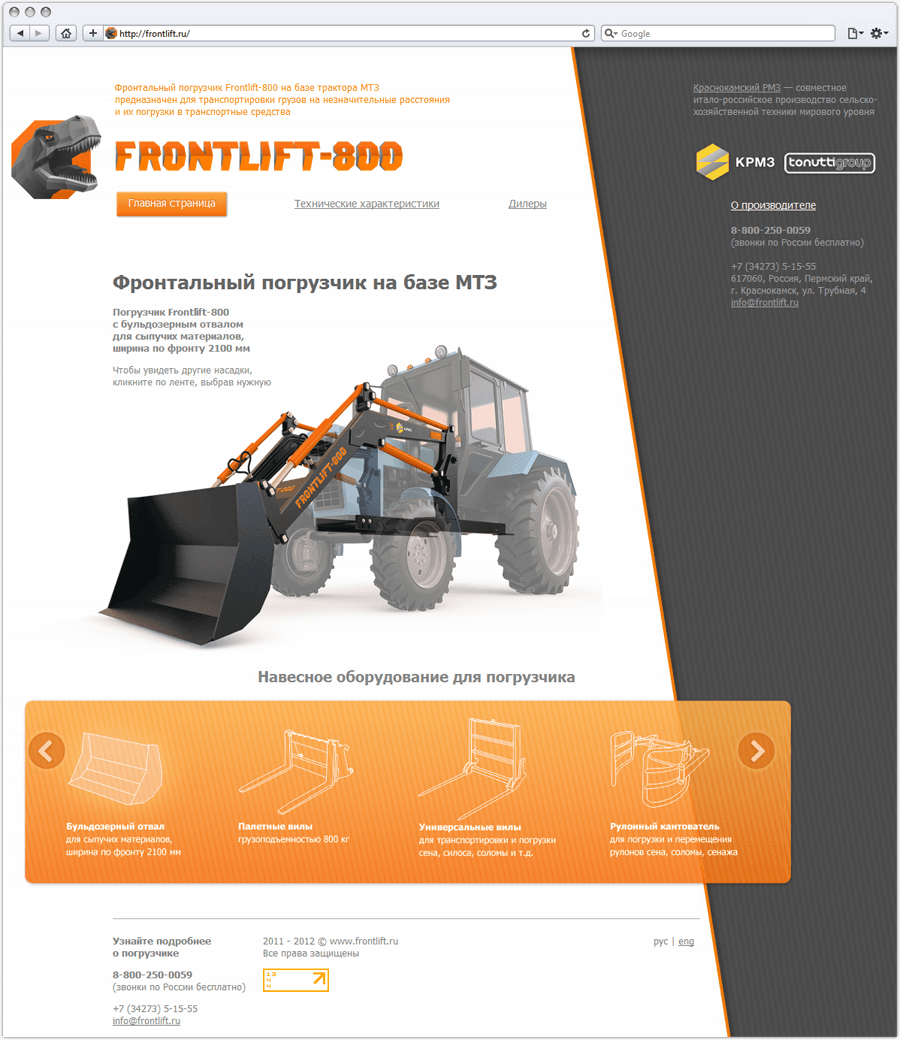 http://frontlift.ru/
Google
Фронтальный погрузчик Frontlift-800 на базе трактора МТЗ
предназначен для транспортировки грузов на незначительные расстояния
и их погрузки в транспортные средства
FRONTLIFT-800
Главная страница
Технические характеристики
Дилеры
Краснокамский РМЗ — совместное
итало-российское производство сельско-
хозяйственной техники мирового уровня
КРМЗ
tonuttigroup
О производителе
8-800-250-0059
(звонки по России бесплатно)
+7 (34273) 5-15-55
617060, Россия, Пермский край,
г. Краснокамск, ул. Трубная, 4
info@frontlift.ru
Фронтальный погрузчик на базе МТЗ
Погрузчик Frontlift-800
с бульдозерным отвалом
для сыпучих материалов,
ширина по фронту 2100 мм
Чтобы увидеть другие насадки,
кликните по ленте, выбрав нужную
КРМЗ
FRONTLIFT-800
Навесное оборудование для погрузчика
Бульдозерный отвал
для сыпучих материалов,
ширина по фронту 2100 мм
Палетные вилы
грузоподъемностью 800 кг
Универсальные вилы
для транспортировки и погрузки
сена, силоса, соломы и т.д.
Рулонный кантователь
для погрузки и перемещения
рулонов сена, соломы, сенажа
Узнайте подробнее
о погрузчике
8-800-250-0059
(звонки по России бесплатно)
+7 (34273) 5-15-55
info@frontlift.ru
2011 - 2012 © www.frontlift.ru
Все права защищены
13
рус | eng